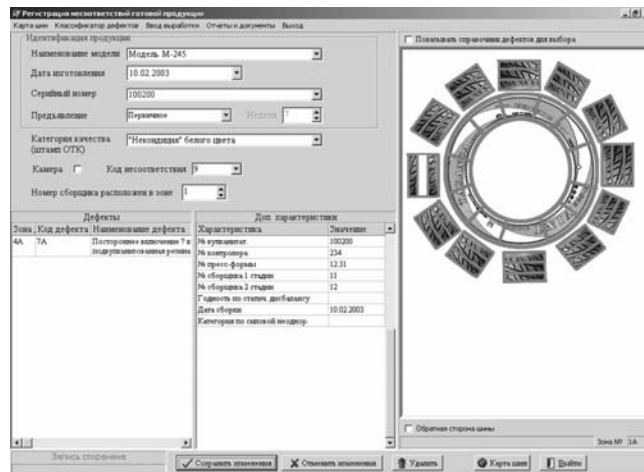 Регистрация несоответствий готовой продукции
Карта шин Классификатор дефектов Ввод выработки Отчеты и документы Выход
Идентификация продукции
Наименование модели Модель М-245
Дата изготовления 10.02.2003
Серийный номер 100200
Предъявление Первичное Неделя 7
Категория качества "Некондиция" белого цвета
(штамп ОТК)
Камера Код несоответствия 9
Номер сборщика расположен в зоне 1
Показывать справочник дефектов для выбора
Дефекты
Зона Код дефекта Наименование дефекта
4А 7А Посторонние включения ? и
подвулканизованная резина
Доп. характеристики
Характеристика Значение
№ вулканизат. 100200
№ контролера 234
№ пресс-формы 12.31
№ сборщика 1 стадии 11
№ сборщика 2 стадии 12
Годность по статич. дисбалансу
Дата сборки 10.02.2003
Категория по силовой неоднор.
Обратная сторона шины
Зона № 3А
Запись сохранена
Сохранить изменения Отменить изменения Удалить Карта шин Выйти